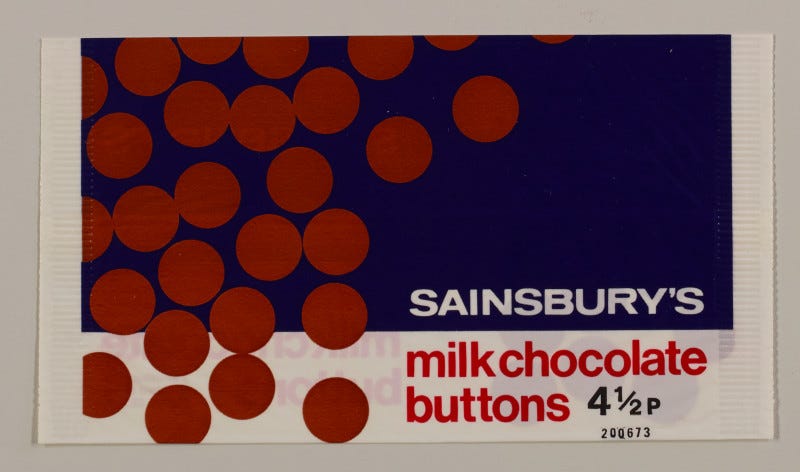 SAINSBURY'S
milk chocolate
buttons 4½P
200673